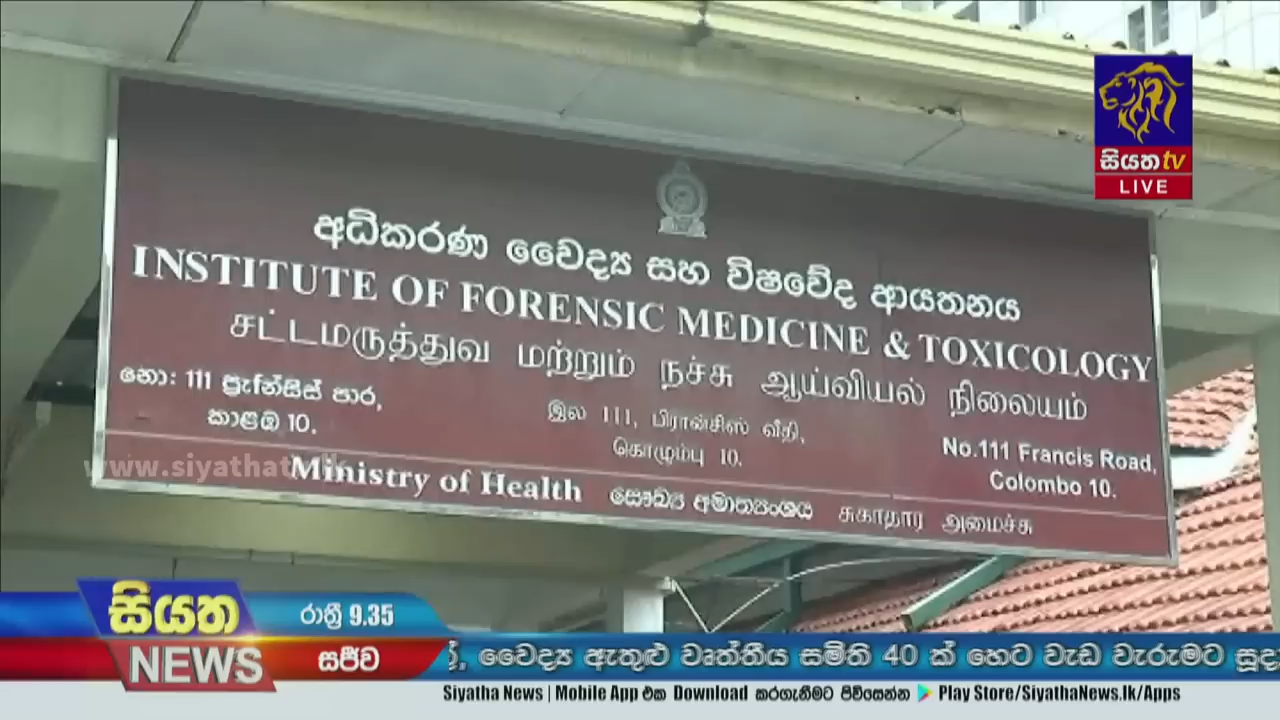 සියත tv
LIVE
අධිකරණ වෛද්‍ය සහ විෂවේද ආයතනය
INSTITUTE OF FORENSIC MEDICINE & TOXICOLOGY
சட்டமருத்துவ மற்றும் நச்சு ஆய்வியல் நிலையம்
නො: 111 ප්‍රැන්සිස් පාර,
කාළඹ 10.
இல 111, பிரான்சிஸ் வீதி,
கொழும்பு 10.
No.111 Francis Road,
Colombo 10.
Ministry of Health සෞඛ්‍ය අමාත්‍යංශය சுகாதார அமைச்சு
www.siyathatv.lk
සියත
NEWS
රාත්‍රී 9.35
සජීව
වෛද්‍ය ඇතුළු වෘත්තීය සමිති 40 ක් හෙට වැඩ වැරුමට
Siyatha News | Mobile App එක Download කරගැනීමට පිවිසෙන්න Play Store/SiyathaNews.lk/Apps